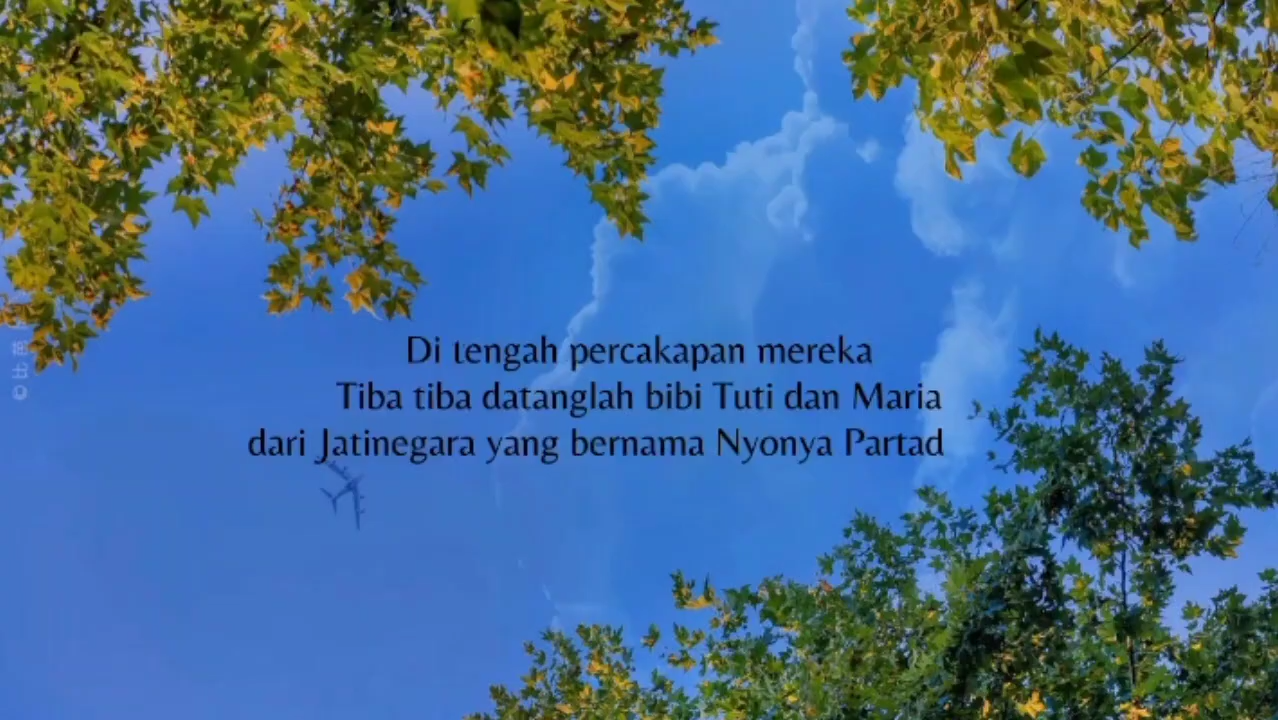 Di tengah percakapan mereka
Tiba tiba datanglah bibi Tuti dan Maria
dari Jatinegara yang bernama Nyonya Partad